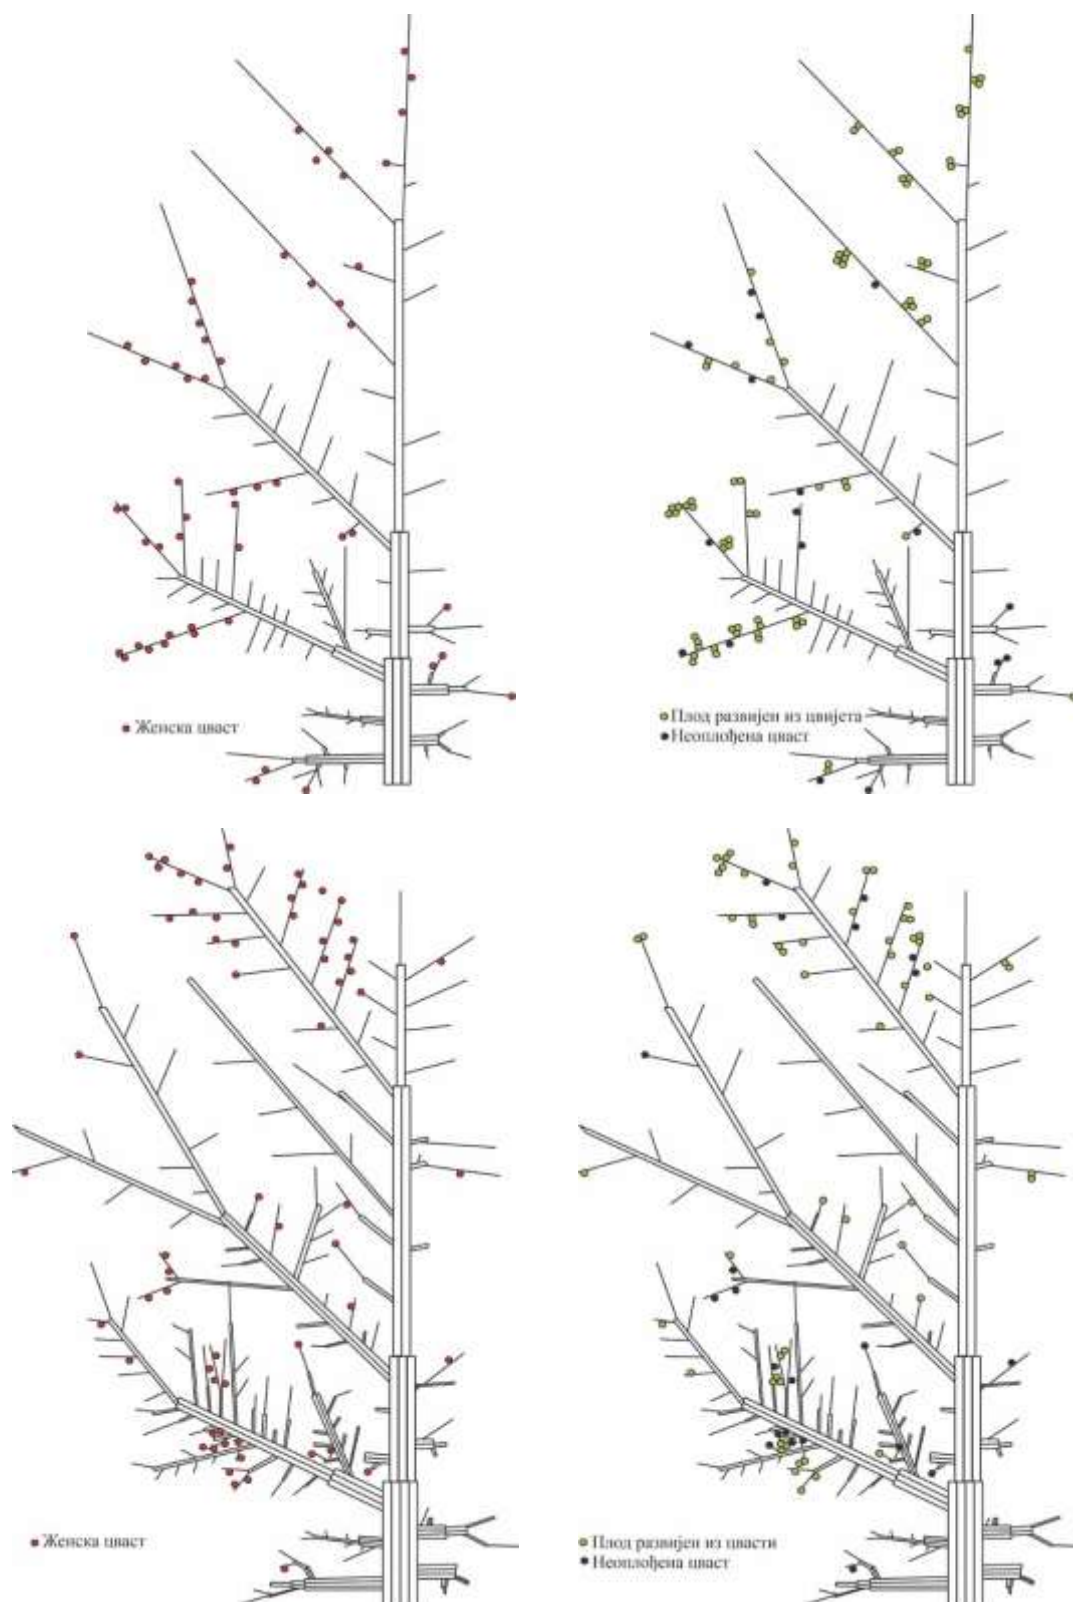 Женска цваст
Плод развијен из цвијета
Неоплођена цваст
Женска цваст
Плод развијен из цвасти
Неоплођена цваст